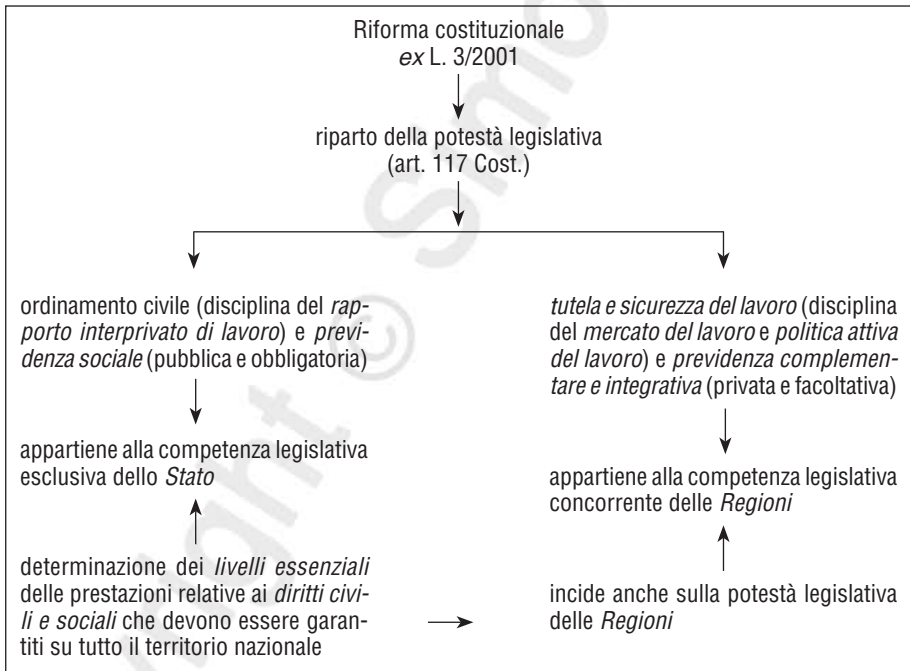 Riforma costituzionale
ex L. 3/2001
riparto della potestà legislativa
(art. 117 Cost.)
ordinamento civile (disciplina del rap-
porto interprivato di lavoro) e previ-
denza sociale (pubblica e obbligatoria)
appartiene alla competenza legislativa
esclusiva dello Stato
determinazione dei livelli essenziali
delle prestazioni relative ai diritti civi-
li e sociali che devono essere garan-
titi su tutto il territorio nazionale
tutela e sicurezza del lavoro (disciplina
del mercato del lavoro e politica attiva
del lavoro) e previdenza complemen-
tare e integrativa (privata e facoltativa)
appartiene alla competenza legislativa
concorrente delle Regioni
incide anche sulla potestà legislativa
delle Regioni
yright © Simo